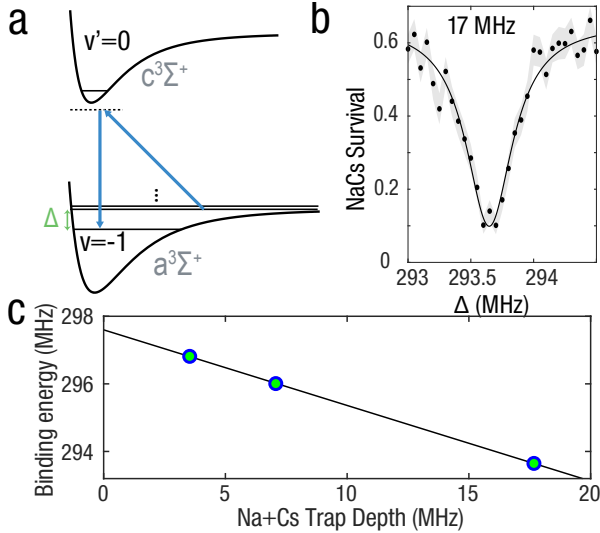 a
v'=0
c³Σ⁺
⋮
Δ
v=-1
a³Σ⁺
b
17 MHz
NaCs Survival
0.6
0.4
0.2
0
293
293.5
294
Δ (MHz)
c
Binding energy (MHz)
298
296
294
0
5
10
15
20
Na+Cs Trap Depth (MHz)